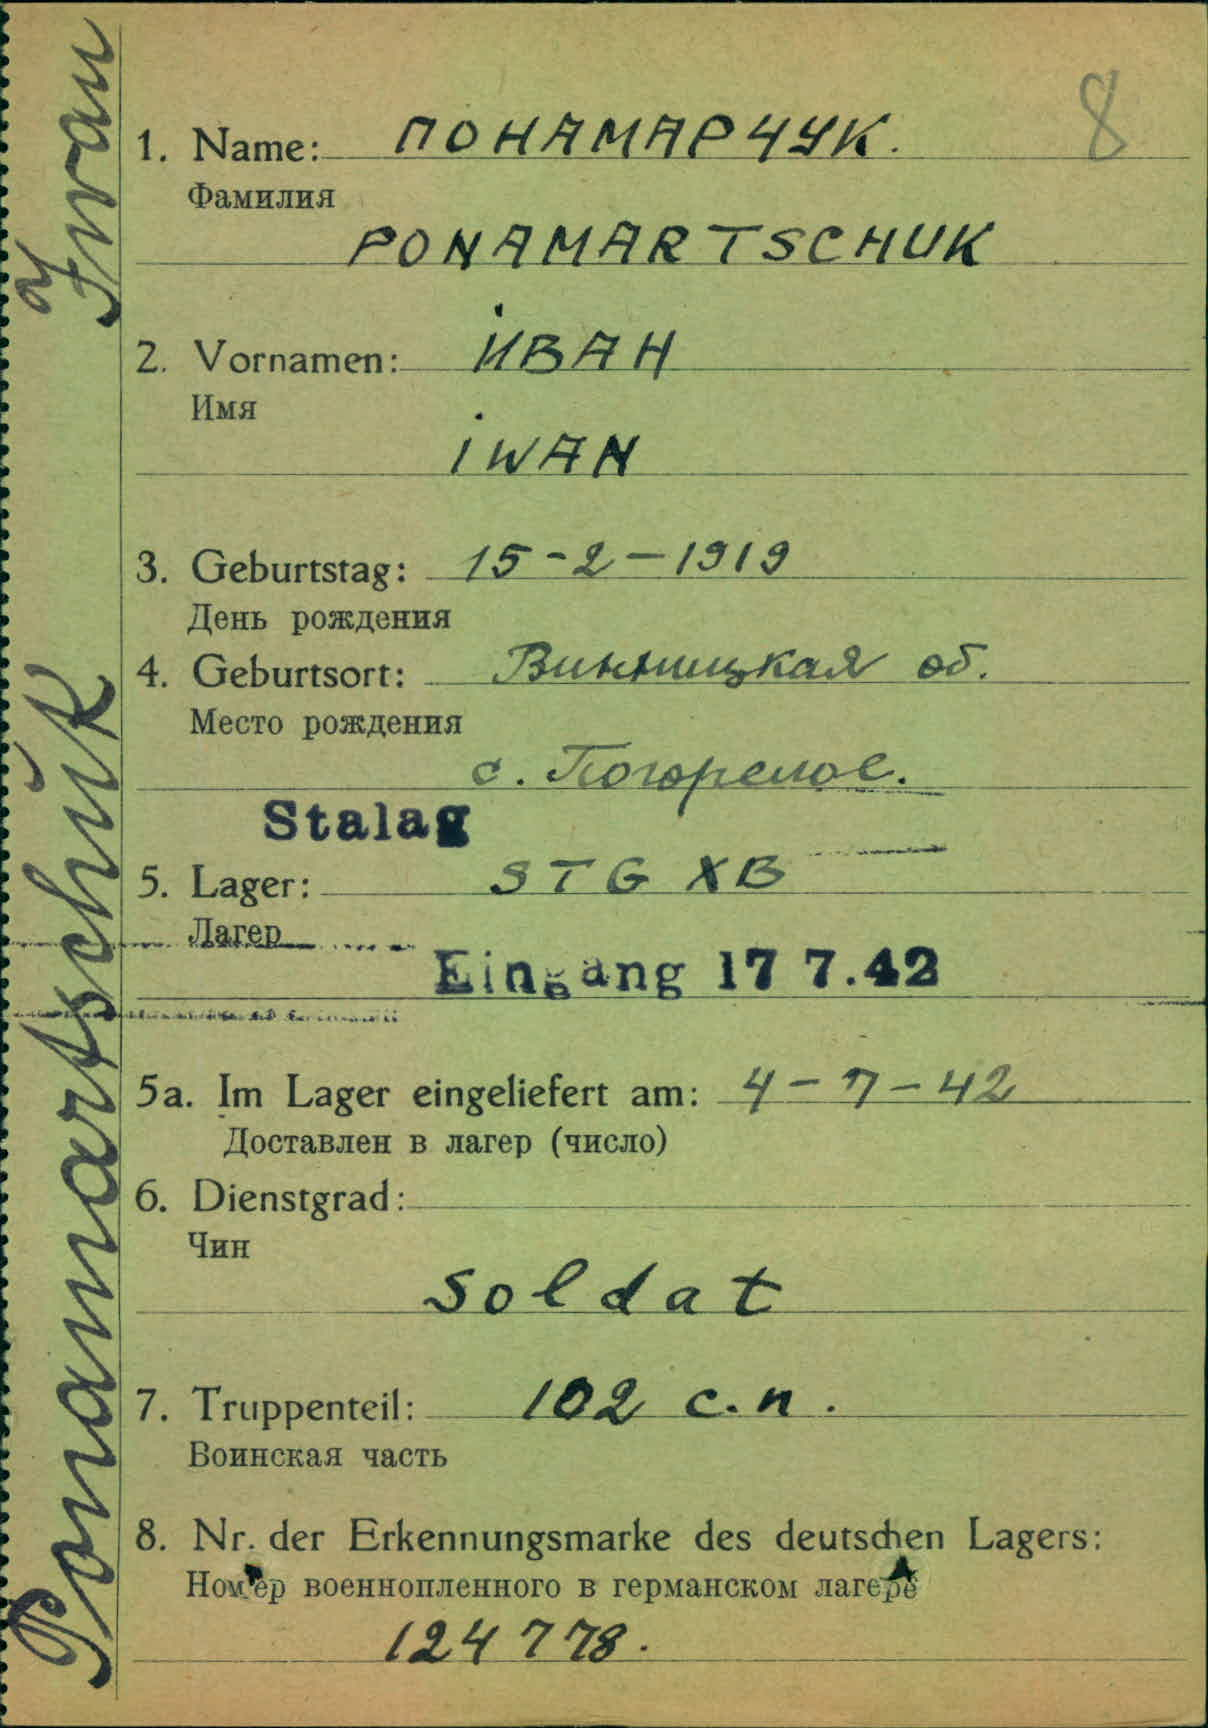 8
1. Name: ПОНАМАРЧУК.
Фамилия
PONAMARTSCHUK
2. Vornamen: ИВАН
Имя
iWAN
3. Geburtstag: 15-2-1919
День рождения
4. Geburtsort: Винницкая об.
Место рождения
с. Погорелое.
Stalag
5. Lager: STG XB
Лагер
Eingang 17 7.42
5a. Im Lager eingeliefert am: 4-7-42
Доставлен в лагер (число)
6. Dienstgrad:
Чин
Soldat
7. Truppenteil: 102 с.п.
Воинская часть
8. Nr. der Erkennungsmarke des deutschen Lagers:
Номер военнопленного в германском лагере
124778.
Ponamartschuk Iwan